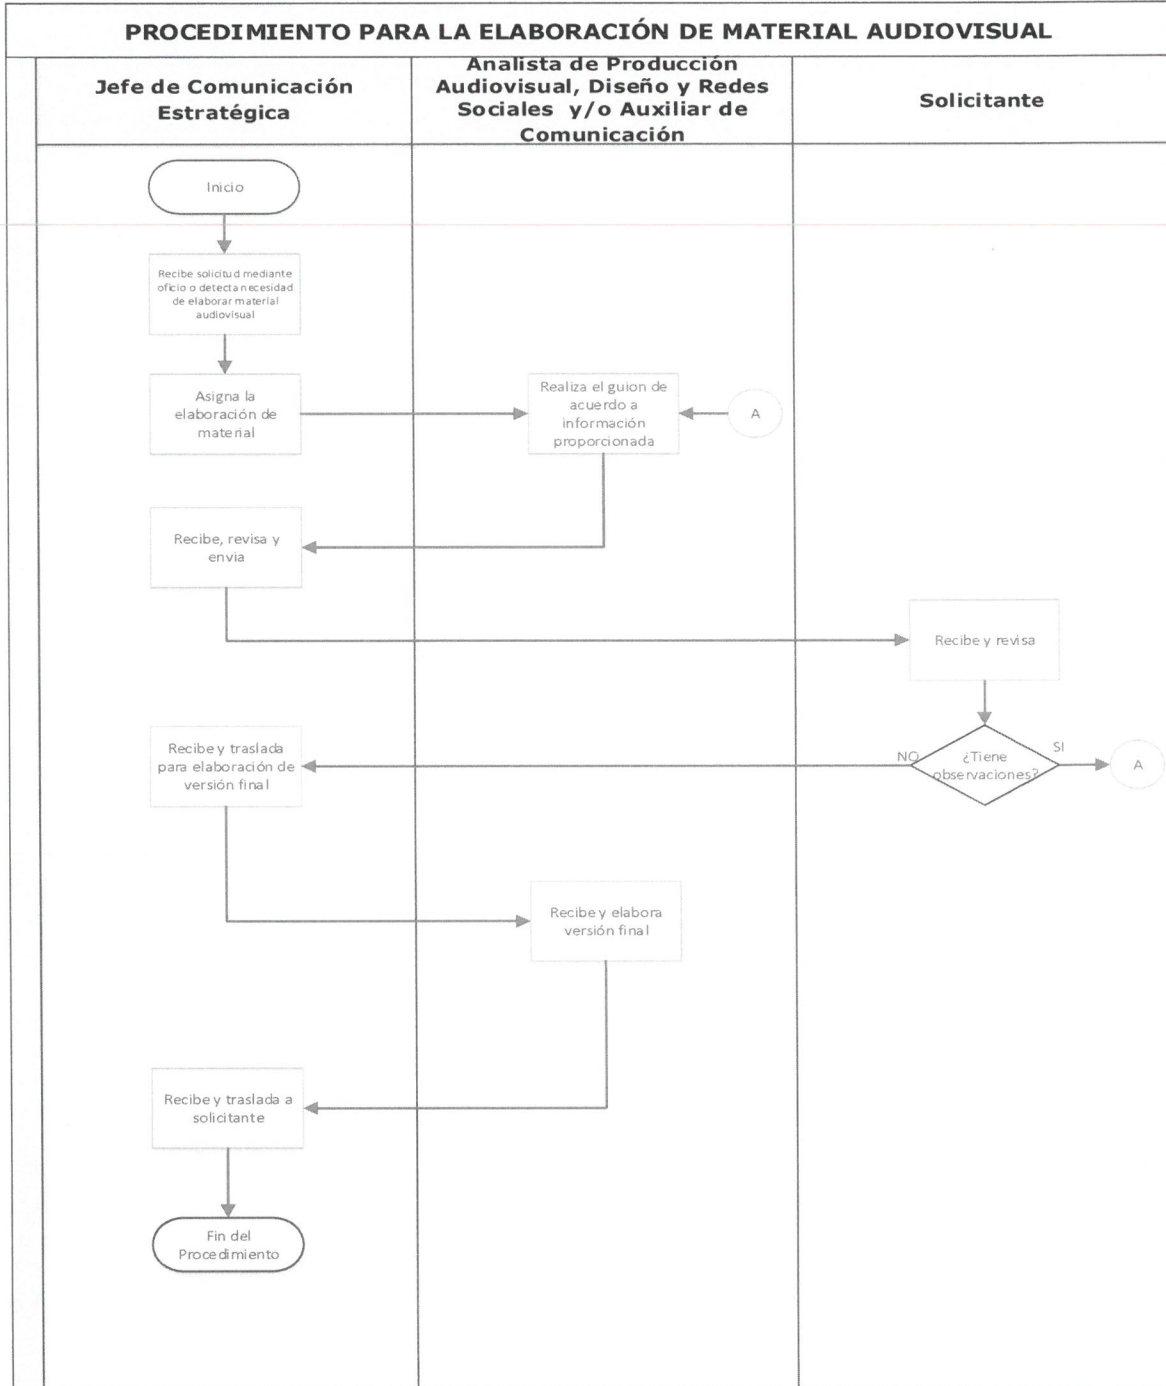 PROCEDIMIENTO PARA LA ELABORACIÓN DE MATERIAL AUDIOVISUAL
Jefe de Comunicación
Estratégica
Analista de Producción
Audiovisual, Diseño y Redes
Sociales y/o Auxiliar de
Comunicación
Solicitante
Inicio
Recibe solicitud mediante
oficio o detecta necesidad
de elaborar material
audiovisual
Asigna la
elaboración de
material
Realiza el guion de
acuerdo a
información
proporcionada
A
Recibe, revisa y
envia
Recibe y revisa
Recibe y traslada
para elaboración de
versión final
NO
¿Tiene
observaciones?
SI
A
Recibe y elabora
versión final
Recibe y traslada a
solicitante
Fin del
Procedimiento